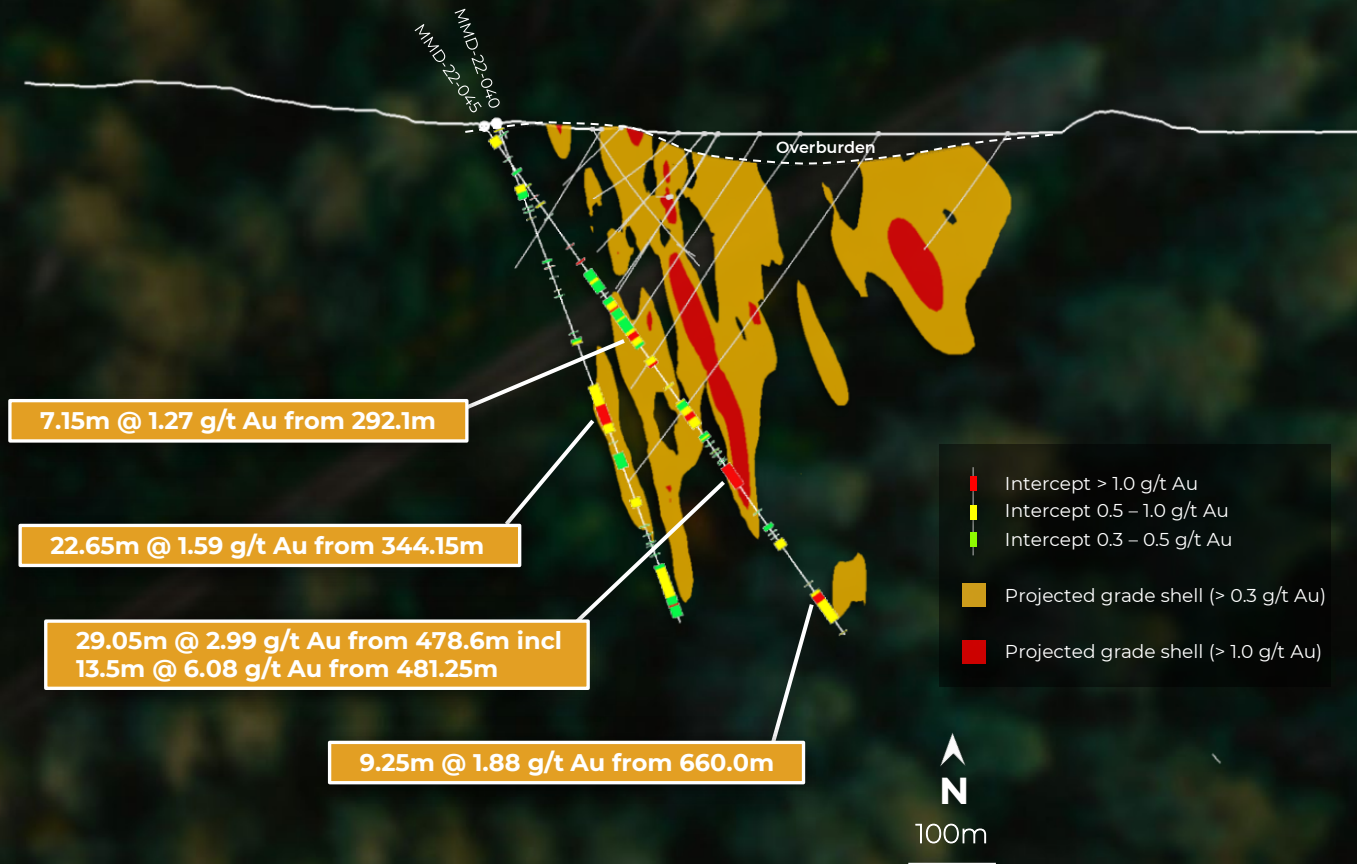 MMD-22-040
MMD-22-045
Overburden
7.15m @ 1.27 g/t Au from 292.1m
22.65m @ 1.59 g/t Au from 344.15m
29.05m @ 2.99 g/t Au from 478.6m incl
13.5m @ 6.08 g/t Au from 481.25m
9.25m @ 1.88 g/t Au from 660.0m
Intercept > 1.0 g/t Au
Intercept 0.5 – 1.0 g/t Au
Intercept 0.3 – 0.5 g/t Au
Projected grade shell (> 0.3 g/t Au)
Projected grade shell (> 1.0 g/t Au)
N
100m